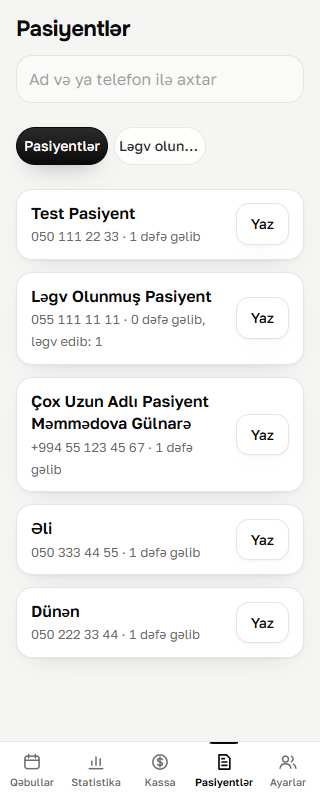 Pasiyentlər
Ad və ya telefon ilə axtar
Pasiyentlər
Ləğv olun...
Test Pasiyent
050 111 22 33 · 1 dəfə gəlib
Yaz
Ləğv Olunmuş Pasiyent
055 111 11 11 · 0 dəfə gəlib,
ləğv edib: 1
Yaz
Çox Uzun Adlı Pasiyent
Məmmədova Gülnarə
+994 55 123 45 67 · 1 dəfə
gəlib
Yaz
Əli
050 333 44 55 · 1 dəfə gəlib
Yaz
Dünən
050 222 33 44 · 1 dəfə gəlib
Yaz
Qəbullar
Statistika
Kassa
Pasiyentlər
Ayarlar